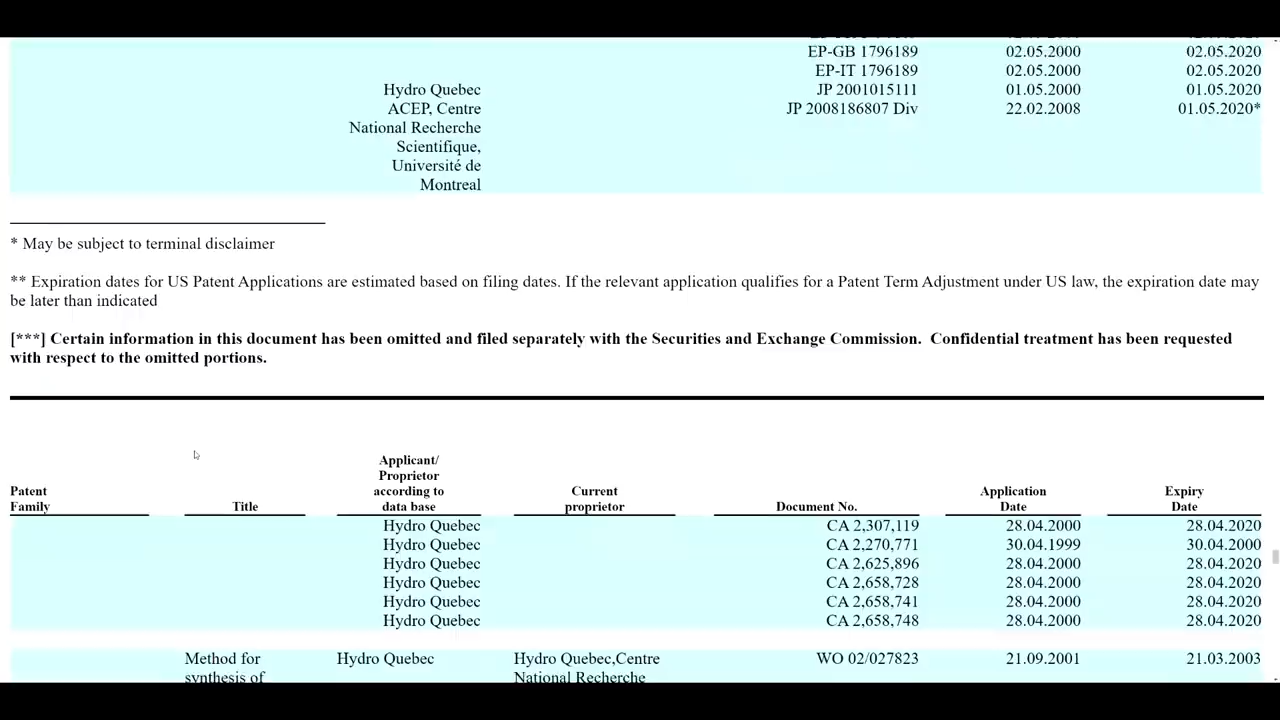 EP-GB 1796189 02.05.2000 02.05.2020
EP-IT 1796189 02.05.2000 02.05.2020
Hydro Quebec JP 2001015111 01.05.2000 01.05.2020
ACEP, Centre JP 2008186807 Div 22.02.2008 01.05.2020*
National Recherche
Scientifique,
Université de
Montreal
* May be subject to terminal disclaimer
** Expiration dates for US Patent Applications are estimated based on filing dates. If the relevant application qualifies for a Patent Term Adjustment under US law, the expiration date may
be later than indicated
[***] Certain information in this document has been omitted and filed separately with the Securities and Exchange Commission. Confidential treatment has been requested
with respect to the omitted portions.
Applicant/
Proprietor
Patent according to Current Application Expiry
Family Title data base proprietor Document No. Date Date
Hydro Quebec CA 2,307,119 28.04.2000 28.04.2020
Hydro Quebec CA 2,270,771 30.04.1999 30.04.2000
Hydro Quebec CA 2,625,896 28.04.2000 28.04.2020
Hydro Quebec CA 2,658,728 28.04.2000 28.04.2020
Hydro Quebec CA 2,658,741 28.04.2000 28.04.2020
Hydro Quebec CA 2,658,748 28.04.2000 28.04.2020
Method for Hydro Quebec Hydro Quebec,Centre WO 02/027823 21.09.2001 21.03.2003
synthesis of National Recherche